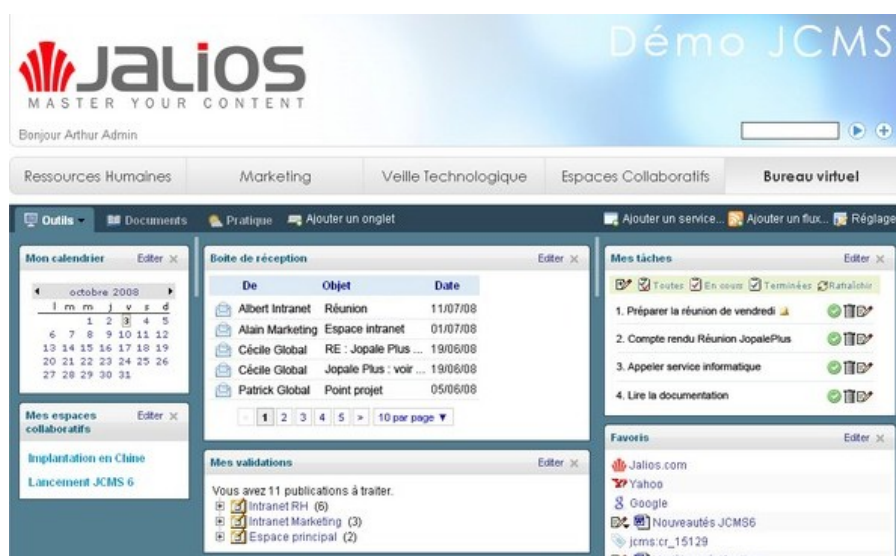 Démo JCMS
Jalios
MASTER YOUR CONTENT
Bonjour Arthur Admin
Ressources Humaines Marketing Veille Technologique Espaces Collaboratifs Bureau virtuel
Outils Documents Pratique Ajouter un onglet Ajouter un service... Ajouter un flux... Réglage
Mon calendrier Editer
octobre 2008
l m m j v s d
1 2 3 4 5
6 7 8 9 10 11 12
13 14 15 16 17 18 19
20 21 22 23 24 25 26
27 28 29 30 31
Mes espaces collaboratifs Editer
Implantation en Chine
Lancement JCMS 6
Boite de réception Editer
De Objet Date
Albert Intranet Réunion 11/07/08
Alain Marketing Espace intranet 01/07/08
Cécile Global RE : Jopale Plus ... 19/06/08
Cécile Global Jopale Plus : voir ... 19/06/08
Patrick Global Point projet 05/06/08
« 1 2 3 4 5 » 10 par page ▼
Mes validations Editer
Vous avez 11 publications à traiter.
Intranet RH (6)
Intranet Marketing (3)
Espace principal (2)
Mes tâches Editer
Toutes En cours Terminées Rafraîchir
1. Préparer la réunion de vendredi
2. Compte rendu Réunion JopalePlus
3. Appeler service informatique
4. Lire la documentation
Favoris Editer
Jalios.com
Yahoo
Google
Nouveautés JCMS6
jcms:cr_15129